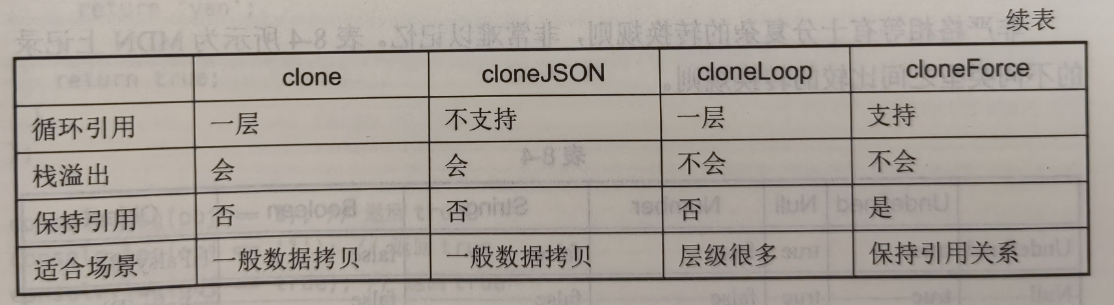 续表
clone cloneJSON cloneLoop cloneForce
循环引用 一层 不支持 一层 支持
栈溢出 会 会 不会 不会
保持引用 否 否 否 是
适合场景 一般数据拷贝 一般数据拷贝 层级很多 保持引用关系